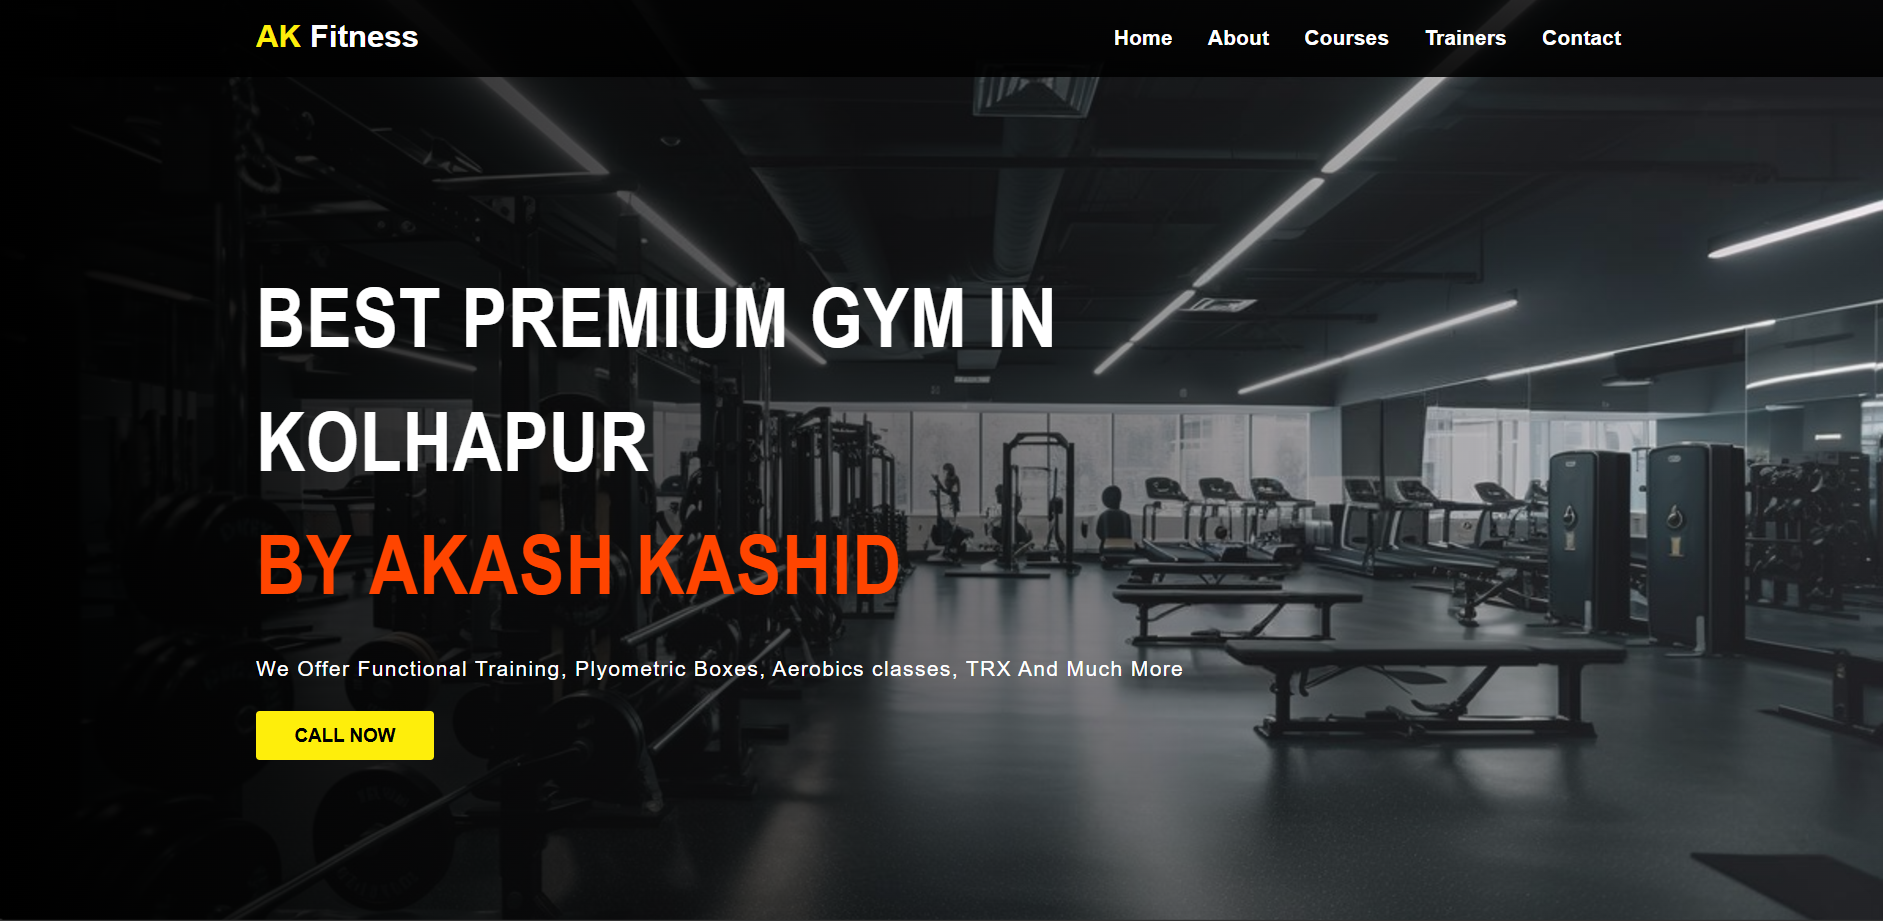 AK Fitness
Home About Courses Trainers Contact
BEST PREMIUM GYM IN
KOLHAPUR
BY AKASH KASHID
We Offer Functional Training, Plyometric Boxes, Aerobics classes, TRX And Much More
CALL NOW